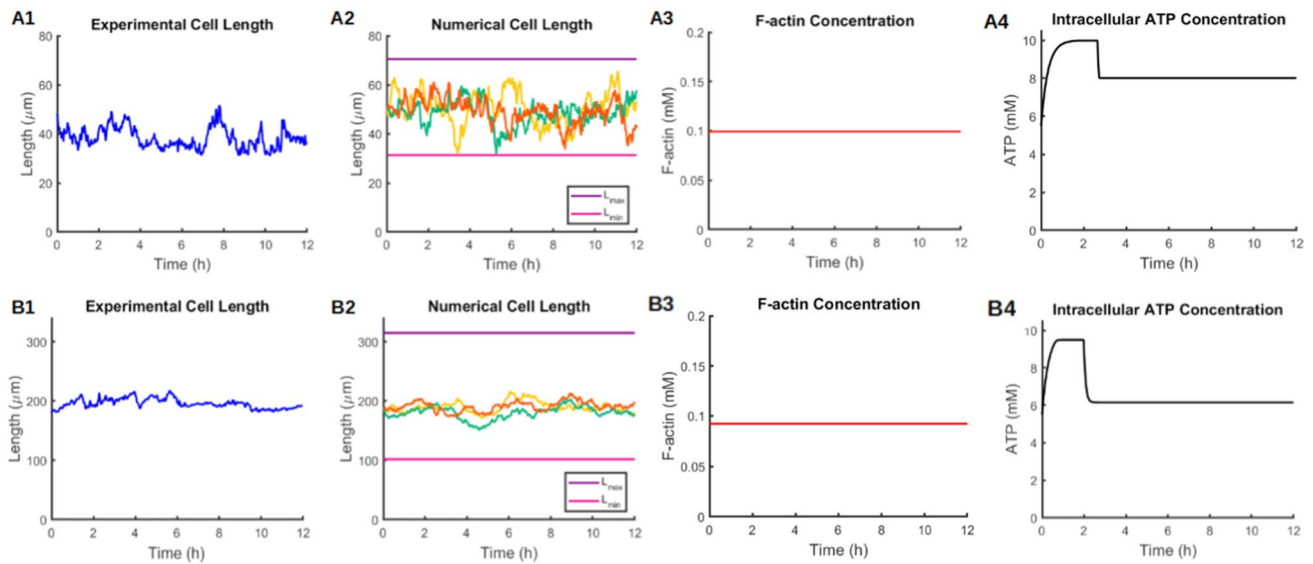 A1
Experimental Cell Length
80
60
40
20
0
Length (μm)
0 2 4 6 8 10 12
Time (h)
A2
Numerical Cell Length
80
60
40
20
0
Length (μm)
L_max
L_min
0 2 4 6 8 10 12
Time (h)
A3
F-actin Concentration
0.2
0.15
0.1
0.05
0
F-actin (mM)
0 2 4 6 8 10 12
Time (h)
A4
Intracellular ATP Concentration
10
8
6
4
2
0
ATP (mM)
0 2 4 6 8 10 12
Time (h)
B1
Experimental Cell Length
300
200
100
0
Length (μm)
0 2 4 6 8 10 12
Time (h)
B2
Numerical Cell Length
300
200
100
0
Length (μm)
L_max
L_min
0 2 4 6 8 10 12
Time (h)
B3
F-actin Concentration
0.2
0.15
0.1
0.05
0
F-actin (mM)
0 2 4 6 8 10 12
Time (h)
B4
Intracellular ATP Concentration
10
8
6
4
2
0
ATP (mM)
0 2 4 6 8 10 12
Time (h)